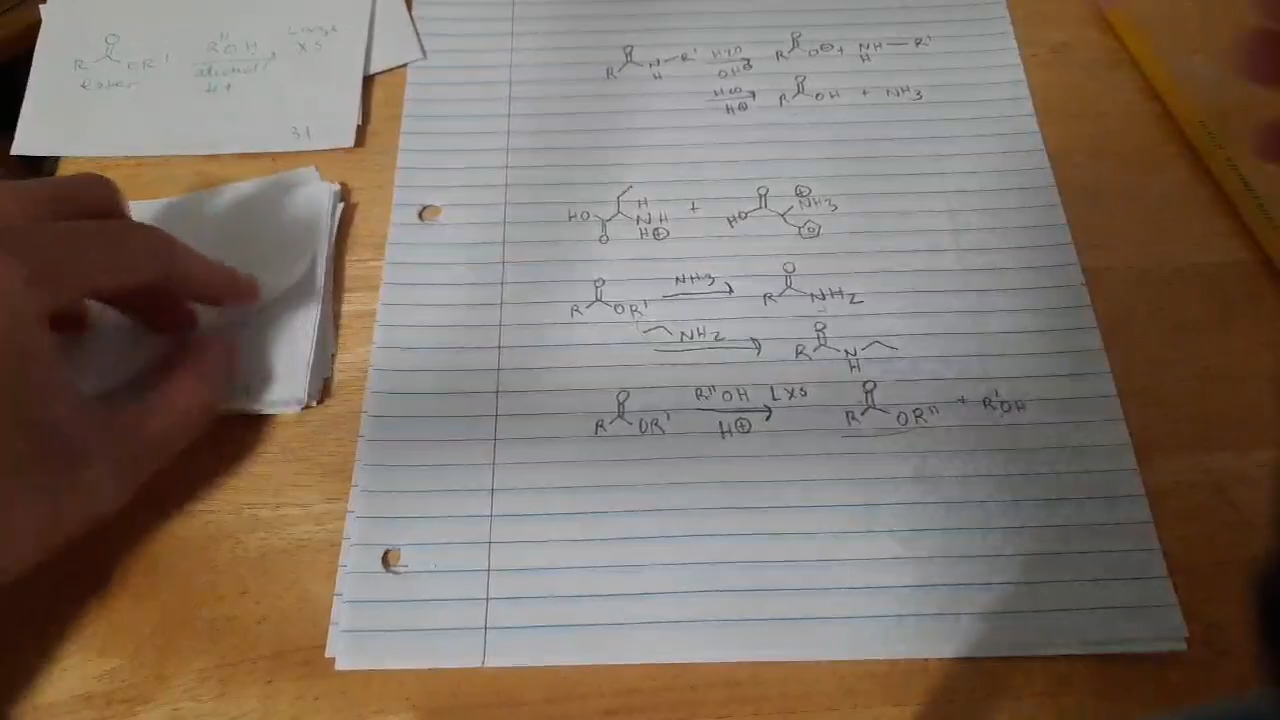 O R"OH Large
R OR' alcohol XS
ester H+
31
O H2O O
R N R' OH⊖ R O⊖ + NH—R'
H H
H2O O
H⊕ R OH + NH3
H ⊕
HO NH + O NH3
O H⊕ HO
O NH3 O
R OR' R NH2
NH2 O
R N
H
O R"OH LXS O
R OR' H⊕ R OR" + R'OH